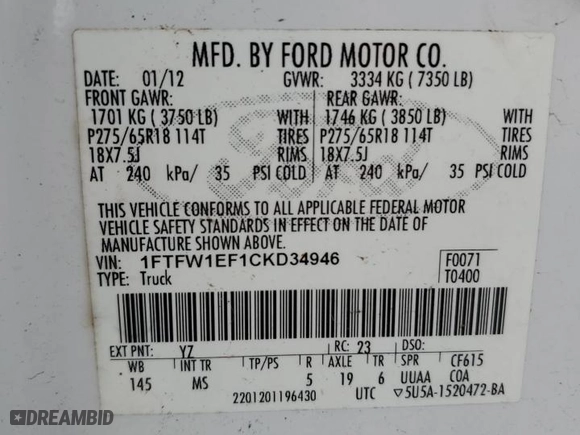 MFD. BY FORD MOTOR CO.
DATE: 01/12 GVWR: 3334 KG ( 7350 LB)
FRONT GAWR: REAR GAWR:
1701 KG ( 3750 LB) WITH 1746 KG ( 3850 LB) WITH
P275/65R18 114T TIRES P275/65R18 114T TIRES
18X7.5J RIMS 18X7.5J RIMS
AT 240 kPa/ 35 PSI COLD AT 240 kPa/ 35 PSI COLD
THIS VEHICLE CONFORMS TO ALL APPLICABLE FEDERAL MOTOR
VEHICLE SAFETY STANDARDS IN EFFECT ON THE DATE OF
MANUFACTURE SHOWN ABOVE.
VIN: 1FTFW1EF1CKD34946 F0071
TYPE: Truck T0400
EXT PNT: YZ RC: 23 DSO:
WB INT TR TP/PS R AXLE TR SPR CF615
145 MS 5 19 6 UUAA COA
2201201196430 UTC ▽5U5A-1520472-BA
DREAMBID